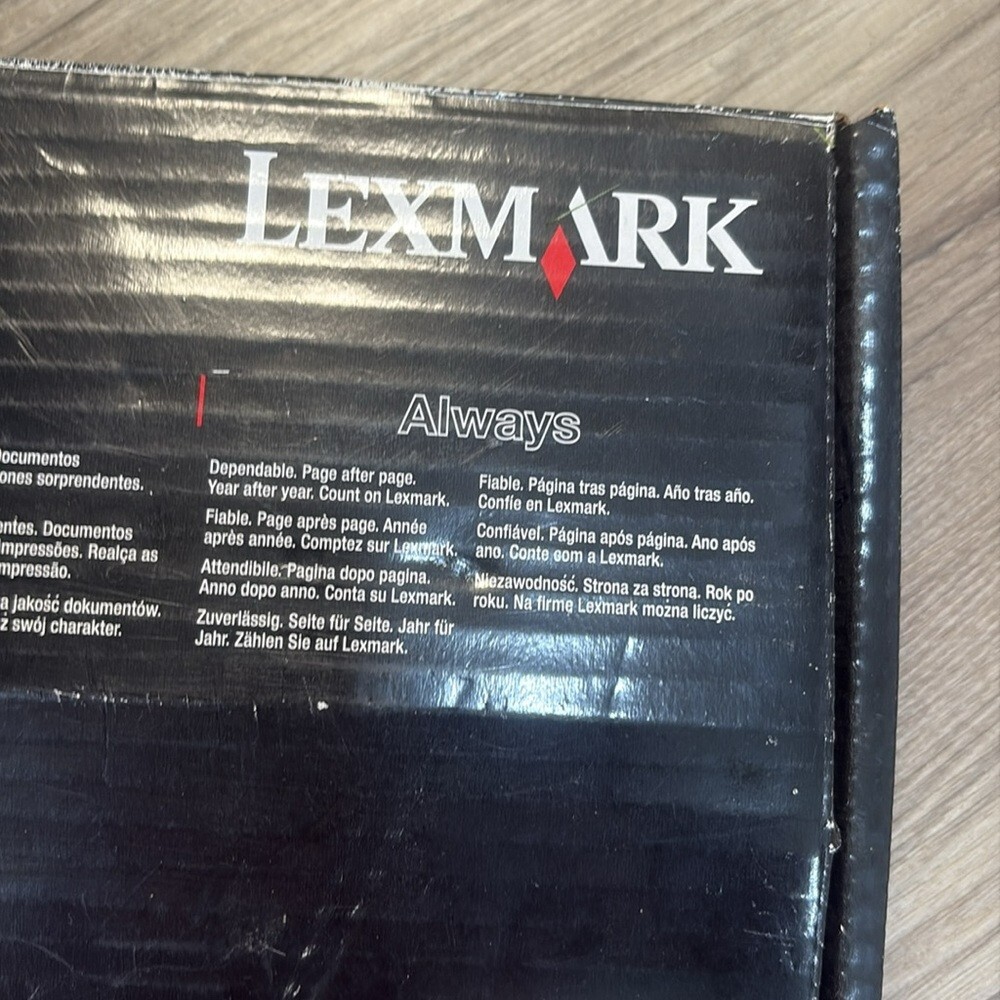 LEXMARK
Always
ocumentos
ones sorprendentes.
entes. Documentos
impressões. Realça as
mpressão.
a jakość dokumentów.
ż swój charakter.
Dependable. Page after page.
Year after year. Count on Lexmark.
Fiable. Page après page. Année
après année. Comptez sur Lexmark.
Attendibile. Pagina dopo pagina.
Anno dopo anno. Conta su Lexmark.
Zuverlässig. Seite für Seite. Jahr für
Jahr. Zählen Sie auf Lexmark.
Fiable. Página tras página. Año tras año.
Confíe en Lexmark.
Confiável. Página após página. Ano após
ano. Conte com a Lexmark.
Niezawodność. Strona za stroną. Rok po
roku. Na firmę Lexmark można liczyć.